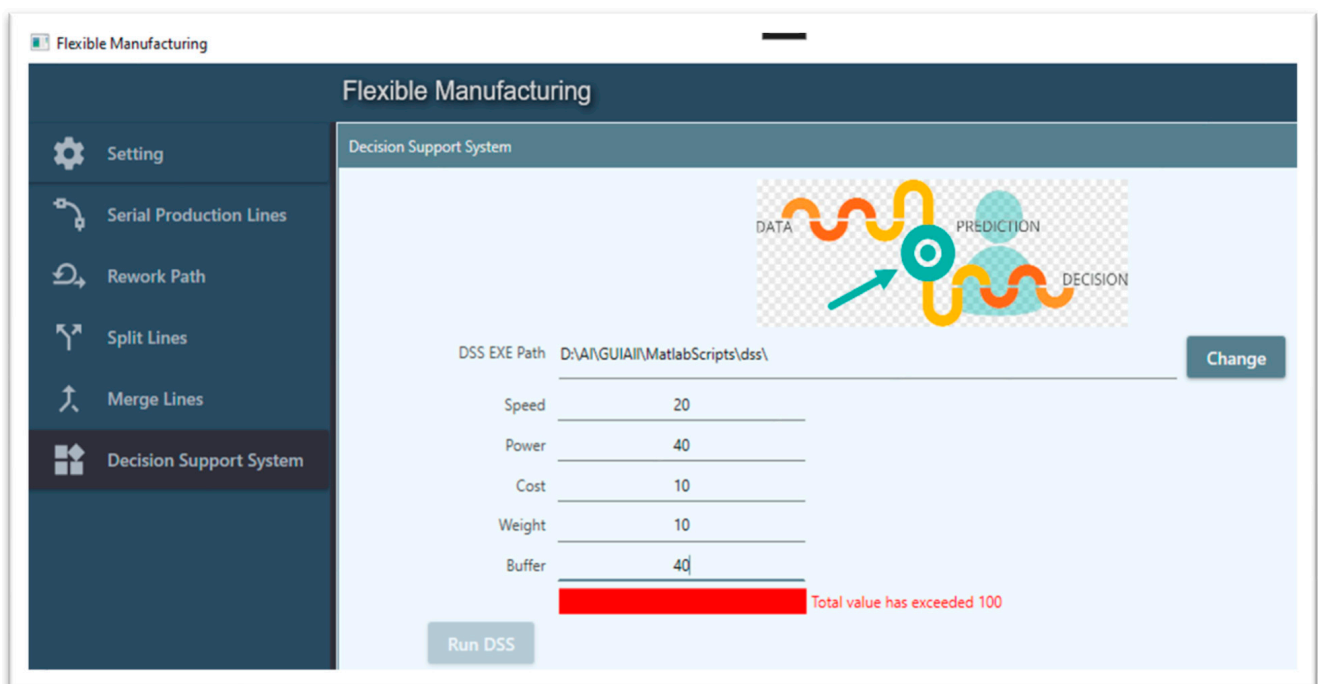 Flexible Manufacturing
Flexible Manufacturing
Setting
Serial Production Lines
Rework Path
Split Lines
Merge Lines
Decision Support System
Decision Support System
DATA
PREDICTION
DECISION
DSS EXE Path D:\AI\GUIAll\MatlabScripts\dss\ Change
Speed 20
Power 40
Cost 10
Weight 10
Buffer 40
Total value has exceeded 100
Run DSS